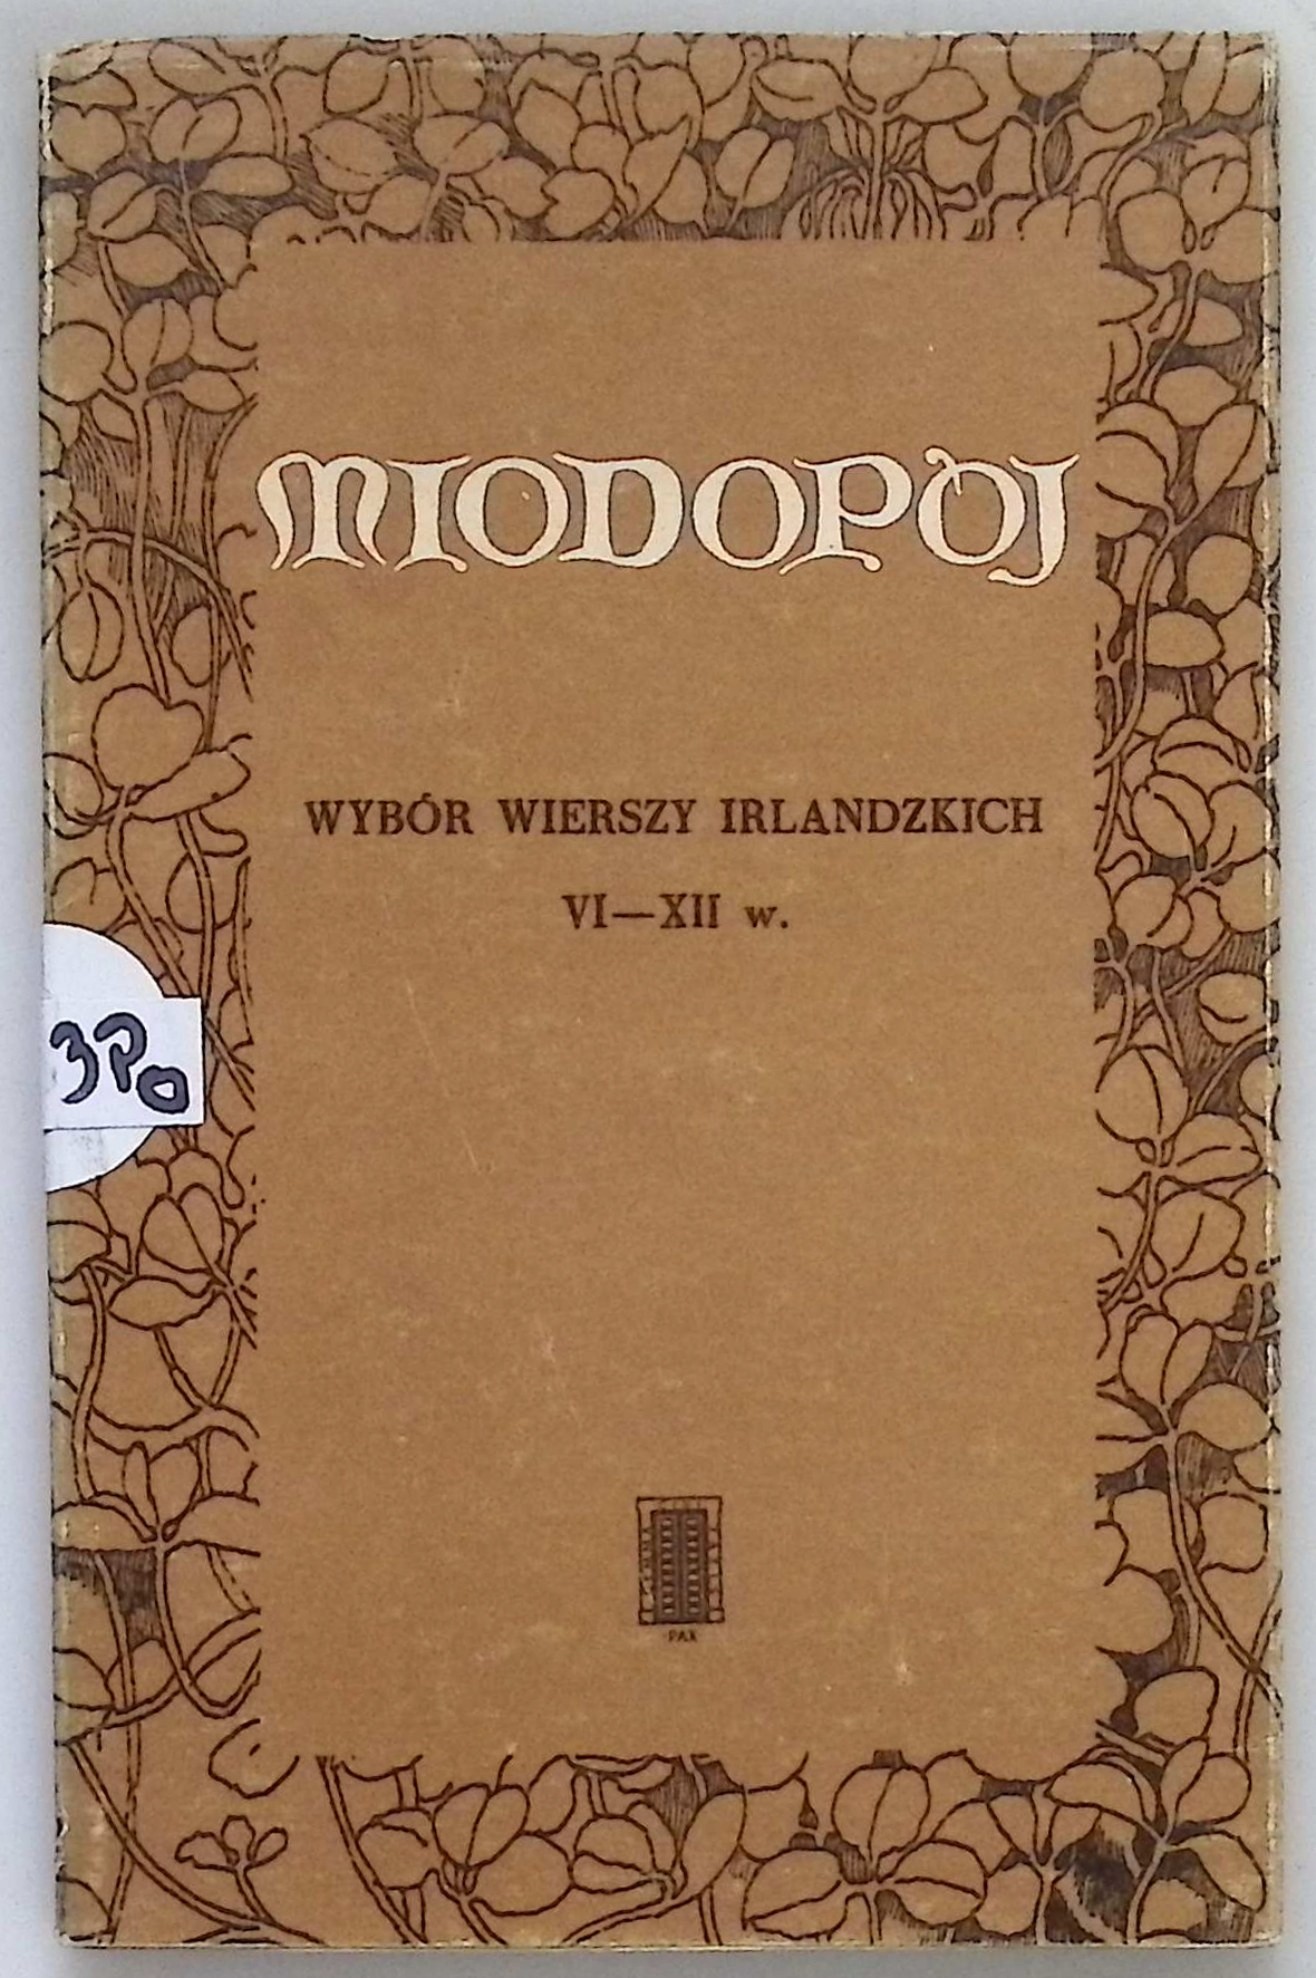 MIODOPÓJ
WYBÓR WIERSZY IRLANDZKICH
VI—XII w.
3Po
PAX